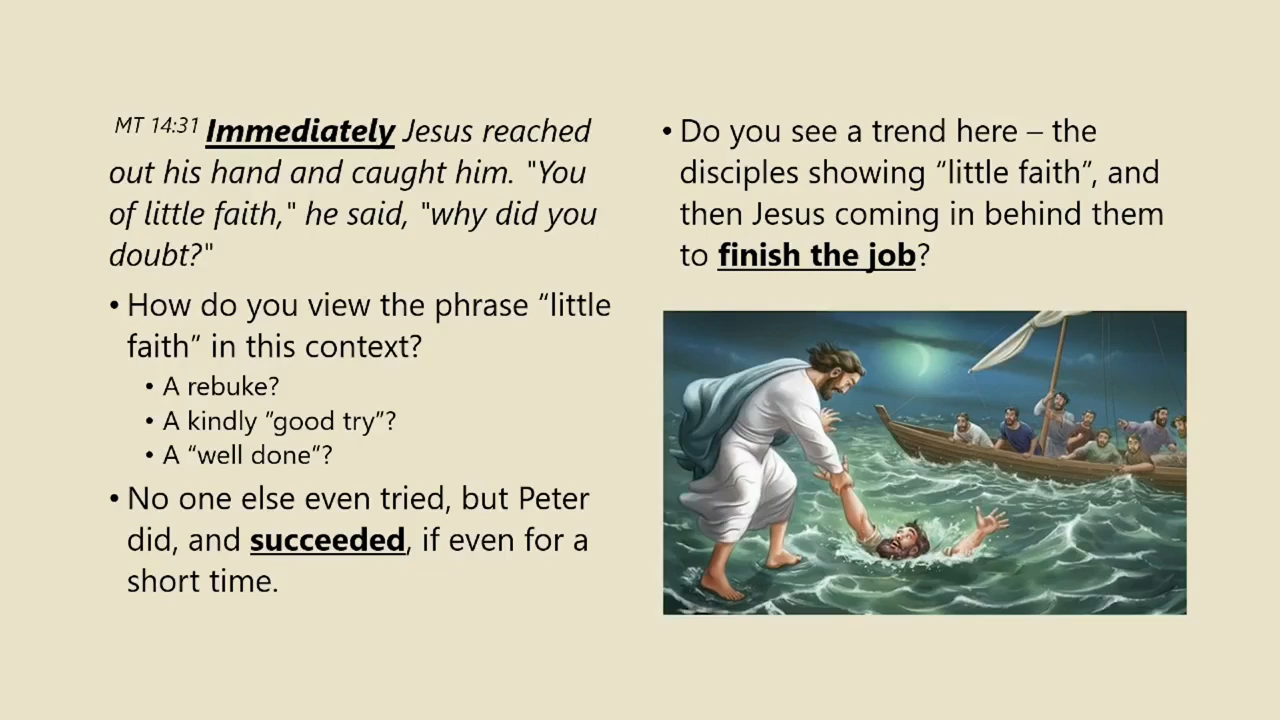 MT 14:31 Immediately Jesus reached
out his hand and caught him. "You
of little faith," he said, "why did you
doubt?"
• How do you view the phrase “little
faith” in this context?
• A rebuke?
• A kindly “good try”?
• A “well done”?
• No one else even tried, but Peter
did, and succeeded, if even for a
short time.
• Do you see a trend here – the
disciples showing “little faith”, and
then Jesus coming in behind them
to finish the job?